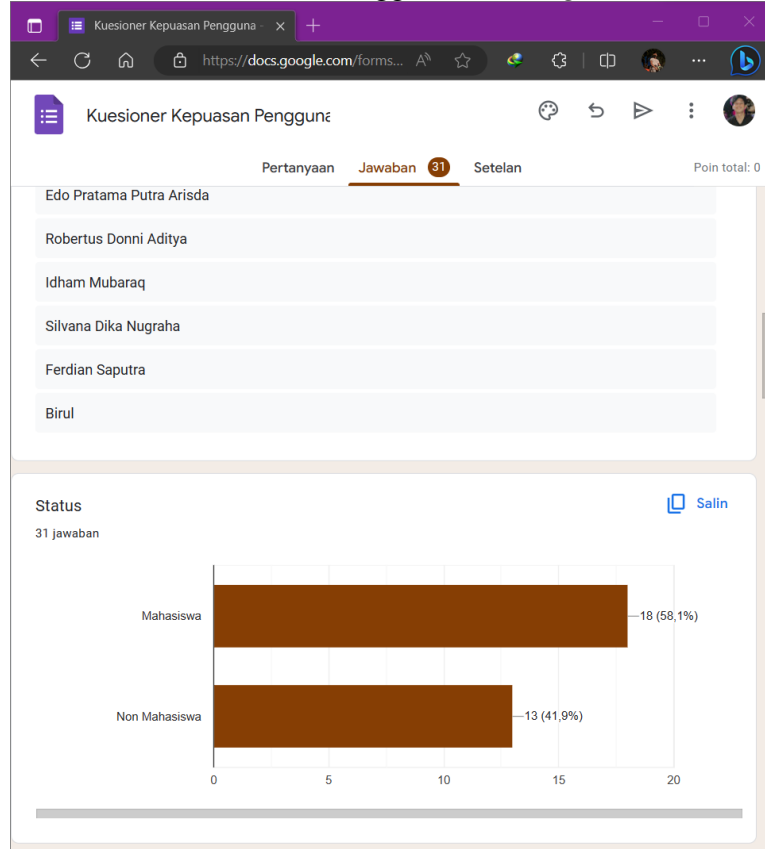 Kuesioner Kepuasan Pengguna -
https://docs.google.com/forms...
Kuesioner Kepuasan Pengguna
Pertanyaan Jawaban 31 Setelan Poin total: 0
Edo Pratama Putra Arisda
Robertus Donni Aditya
Idham Mubaraq
Silvana Dika Nugraha
Ferdian Saputra
Birul
Status Salin
31 jawaban
Mahasiswa 18 (58,1%)
Non Mahasiswa 13 (41,9%)
0 5 10 15 20